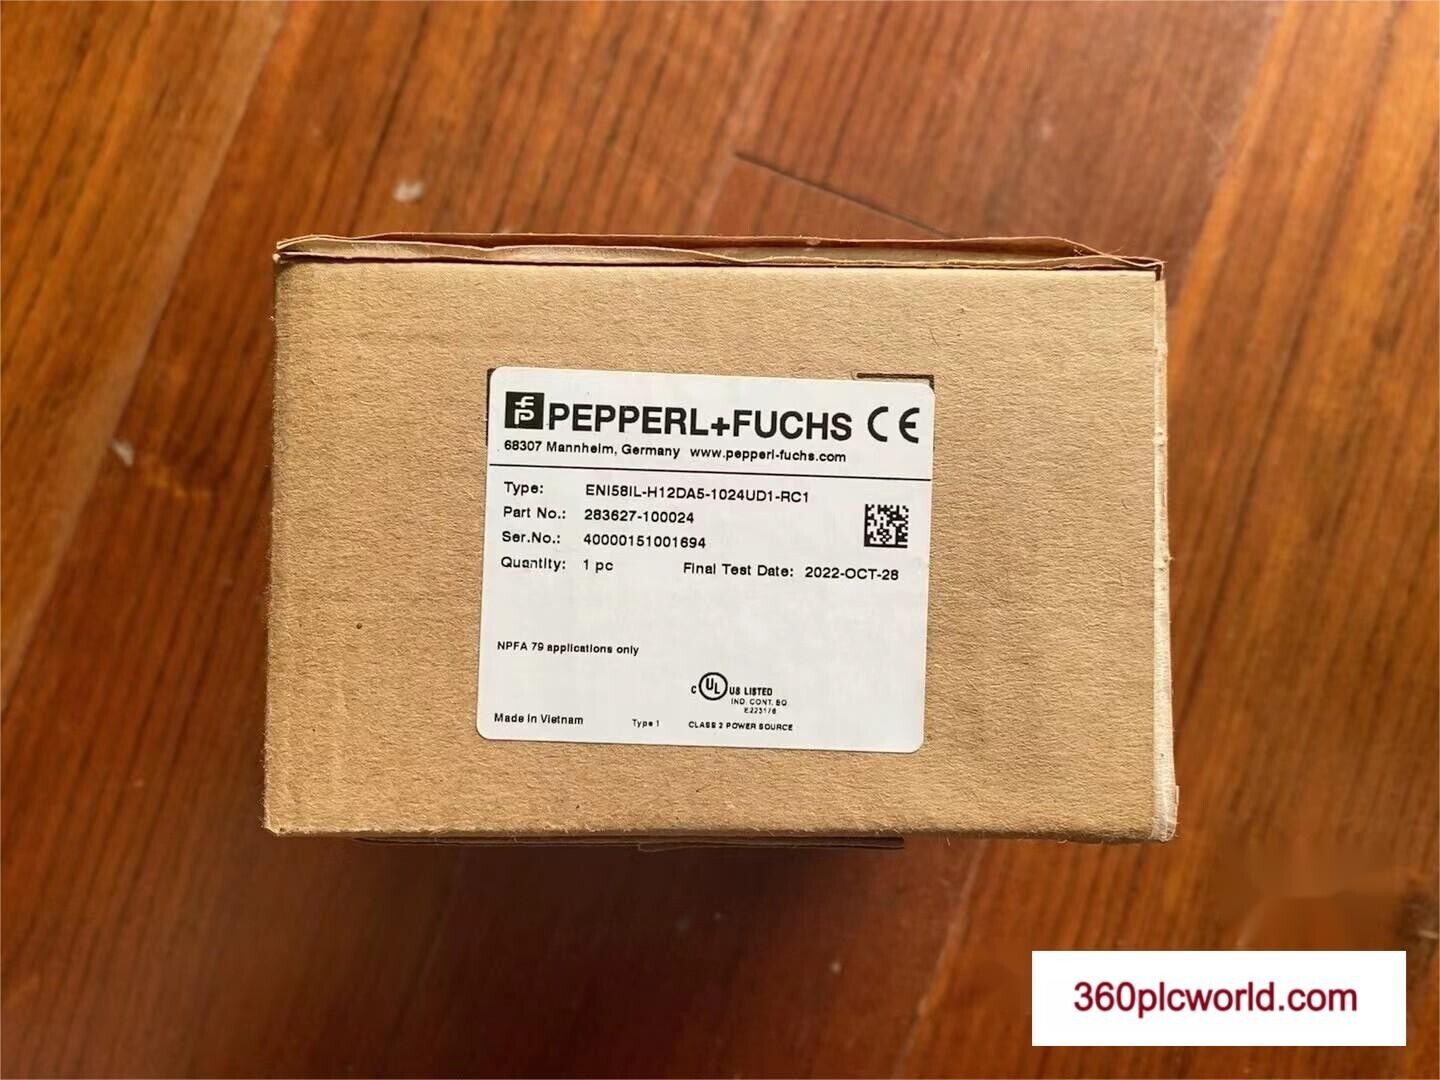 PEPPERL+FUCHS CE
68307 Mannheim, Germany www.pepperl-fuchs.com
Type: ENI58IL-H12DA5-1024UD1-RC1
Part No.: 283627-100024
Ser.No.: 40000151001694
Quantity: 1 pc Final Test Date: 2022-OCT-28
NPFA 79 applications only
C UL US LISTED
IND. CONT. EQ
E223176
Made in Vietnam Type 1 CLASS 2 POWER SOURCE
360plcworld.com